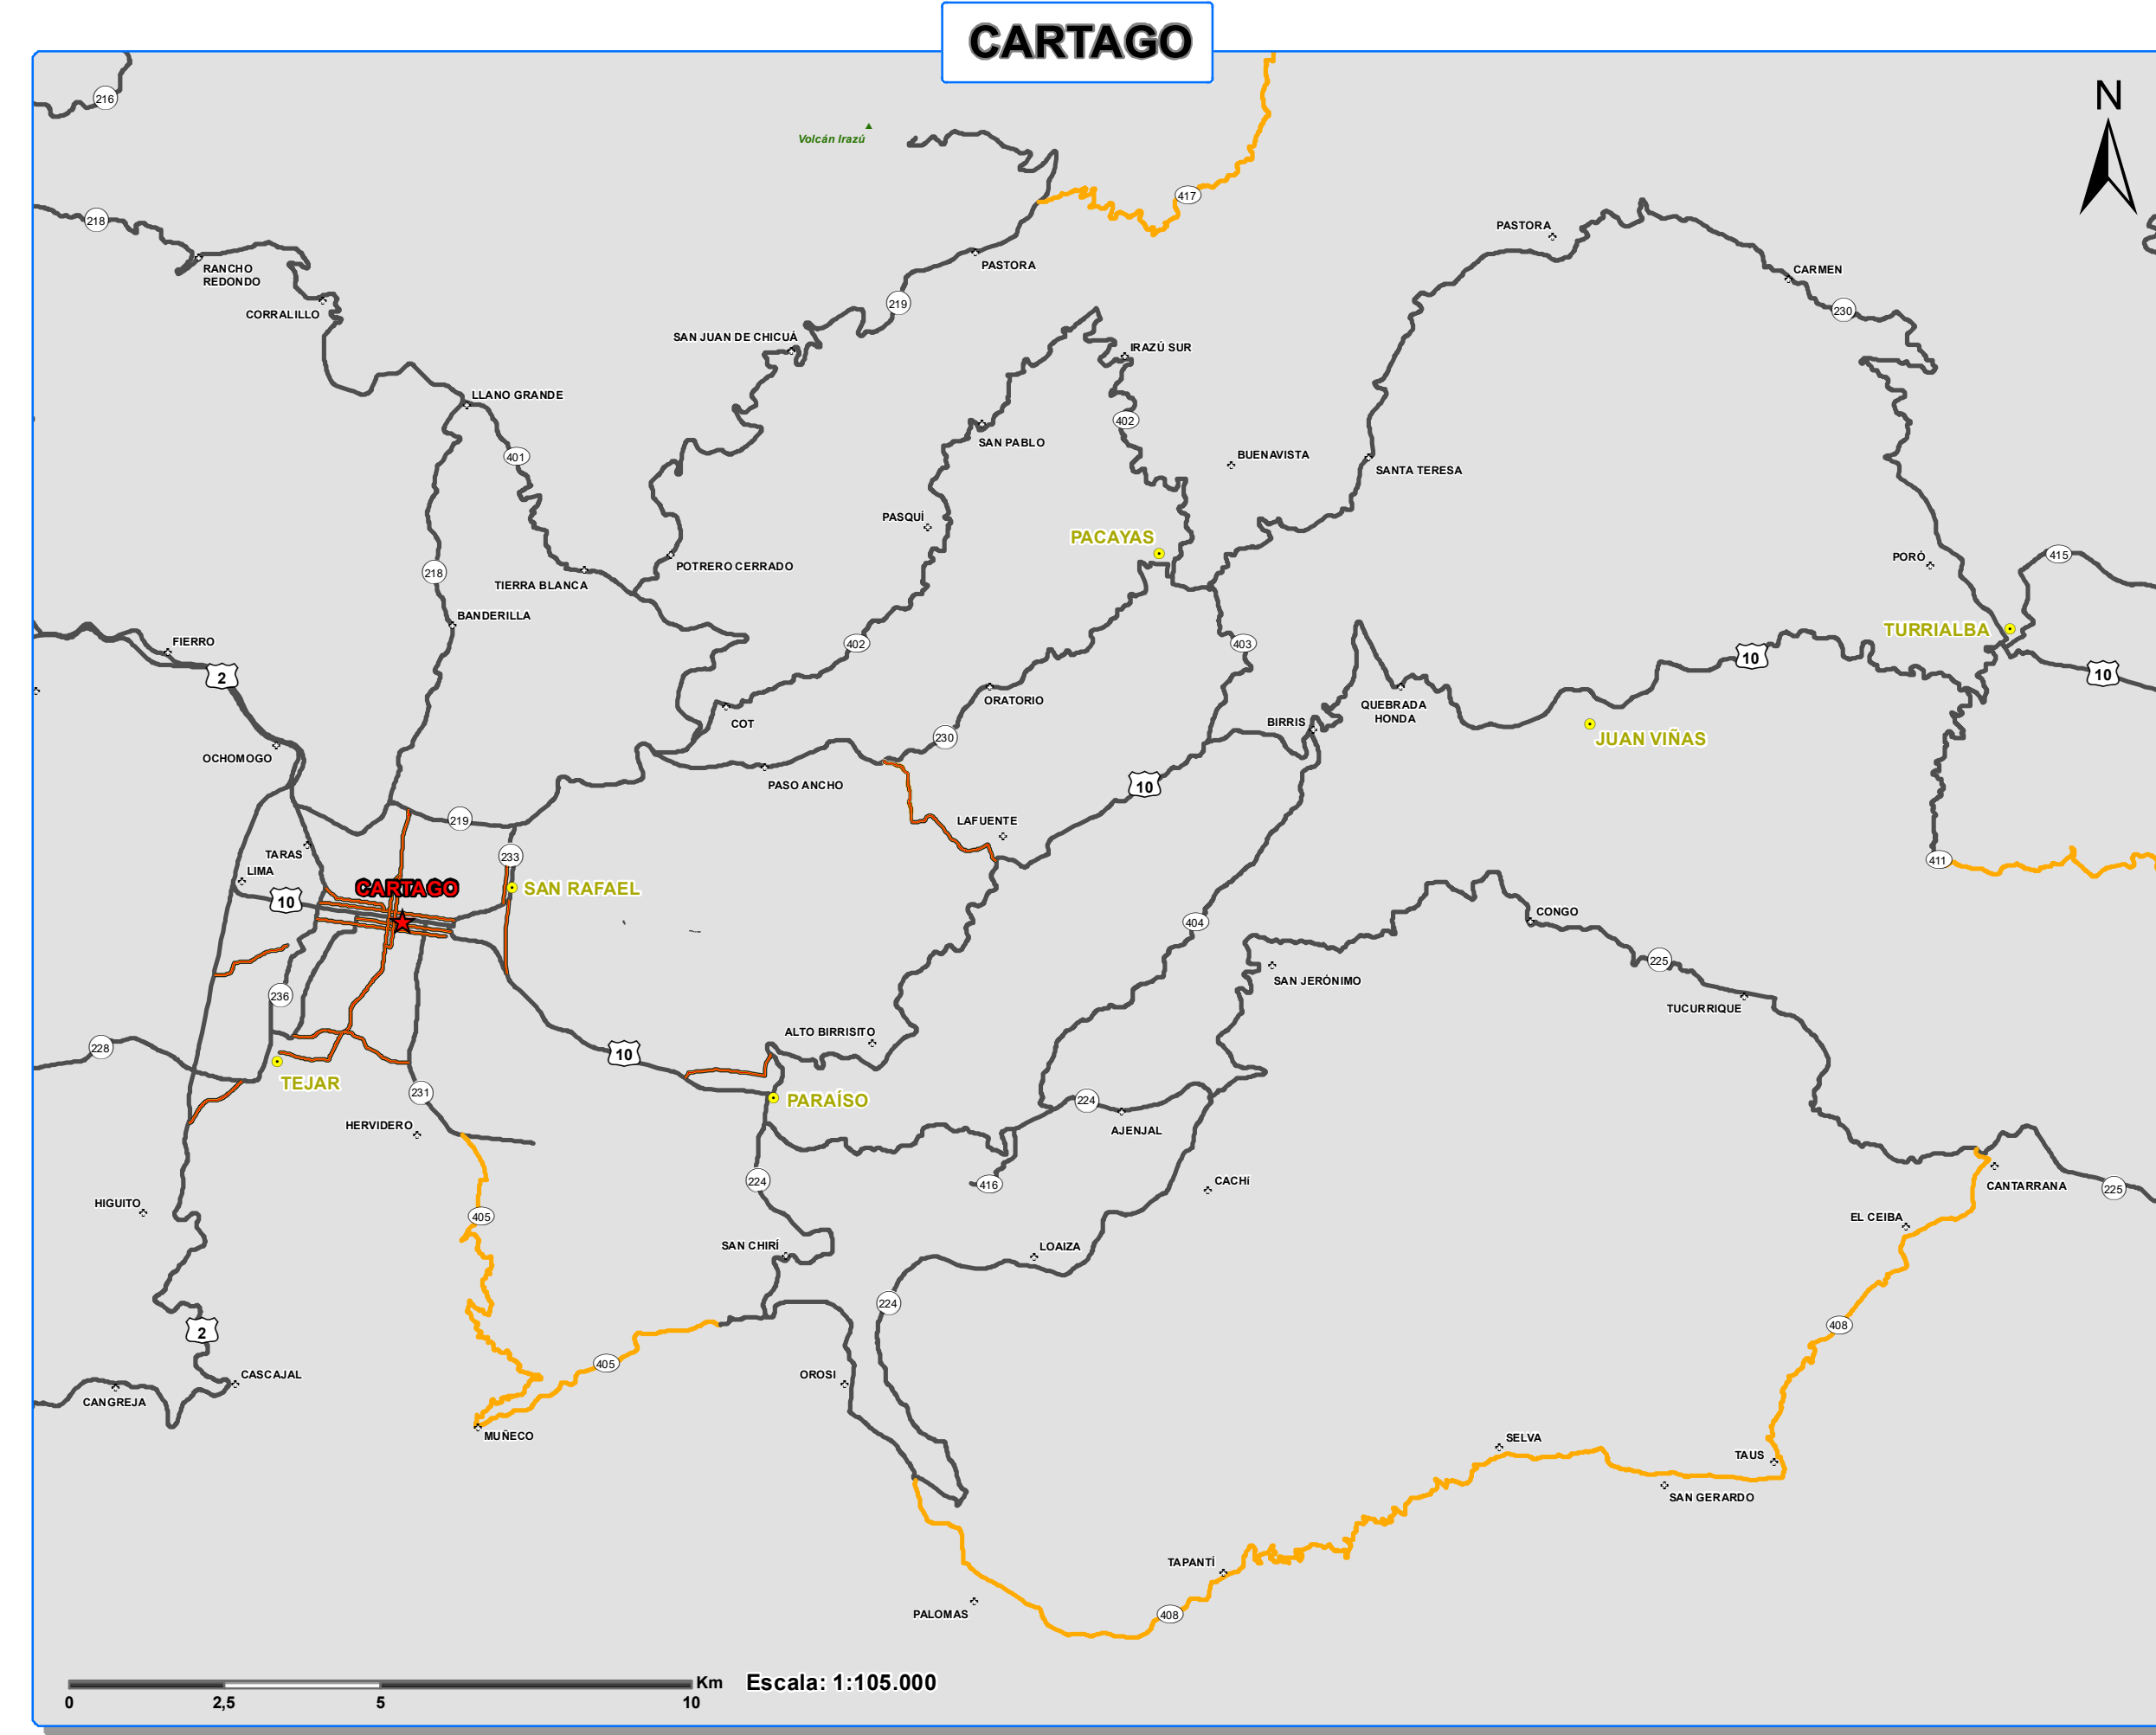 CARTAGO
N
216
Volcán Irazú
417
218
PASTORA
RANCHO
REDONDO
PASTORA
CARMEN
219
230
CORRALILLO
SAN JUAN DE CHICUÁ
IRAZÚ SUR
LLANO GRANDE
402
SAN PABLO
401
BUENAVISTA
SANTA TERESA
PASQUÍ
PACAYAS
415
PORÓ
218
POTRERO CERRADO
TIERRA BLANCA
BANDERILLA
TURRIALBA
FIERRO
402
403
10
2
10
ORATORIO
QUEBRADA
HONDA
COT
BIRRIS
230
JUAN VIÑAS
OCHOMOGO
PASO ANCHO
10
219
LAFUENTE
TARAS
233
411
LIMA
CARTAGO
SAN RAFAEL
10
CONGO
404
225
SAN JERÓNIMO
236
TUCURRIQUE
ALTO BIRRISITO
228
10
TEJAR
231
PARAÍSO
224
HERVIDERO
AJENJAL
224
416
CACHÍ
CANTARRANA
225
HIGUITO
405
EL CEIBA
SAN CHIRÍ
LOAIZA
224
408
2
405
CASCAJAL
OROSI
CANGREJA
MUÑECO
SELVA
TAUS
SAN GERARDO
TAPANTÍ
PALOMAS
408
Km
Escala: 1:105.000
0
2,5
5
10